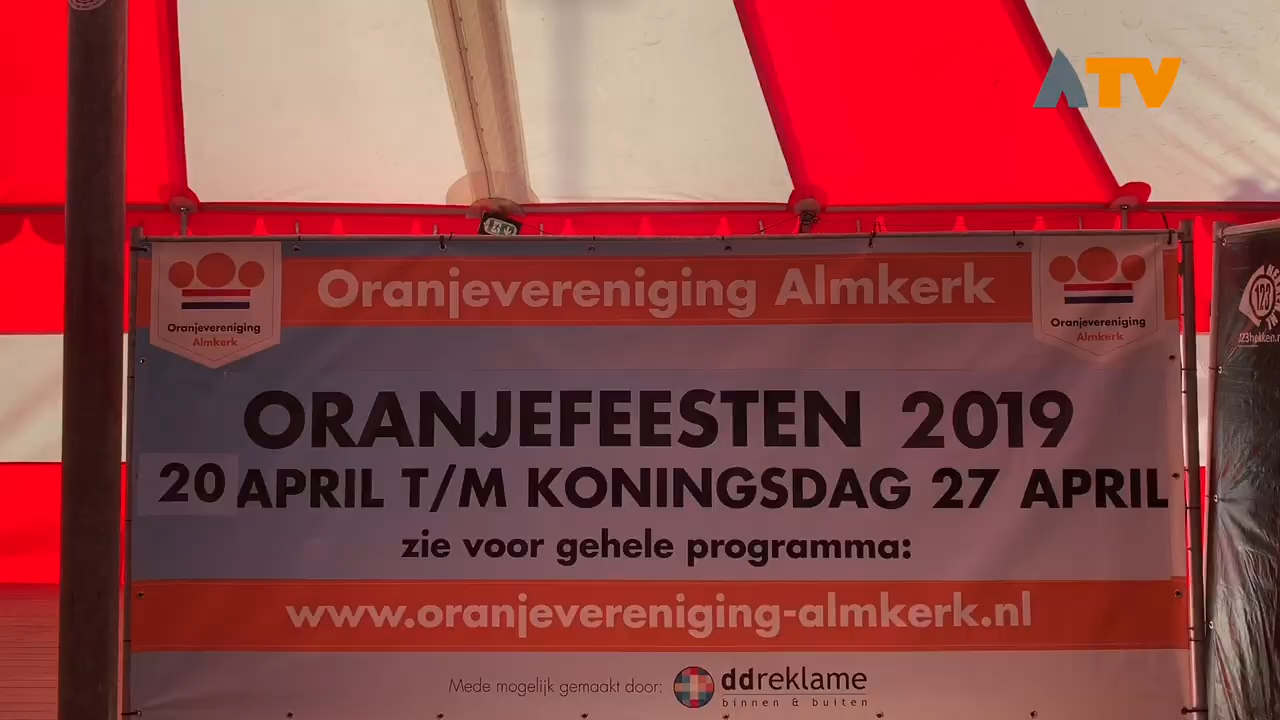 ATV
Oranjevereniging Almkerk
Oranjevereniging
Almkerk
Oranjevereniging
Almkerk
ORANJEFEESTEN 2019
20 APRIL T/M KONINGSDAG 27 APRIL
zie voor gehele programma:
www.oranjevereniging-almkerk.nl
Mede mogelijk gemaakt door:
ddreklame
binnen & buiten
123